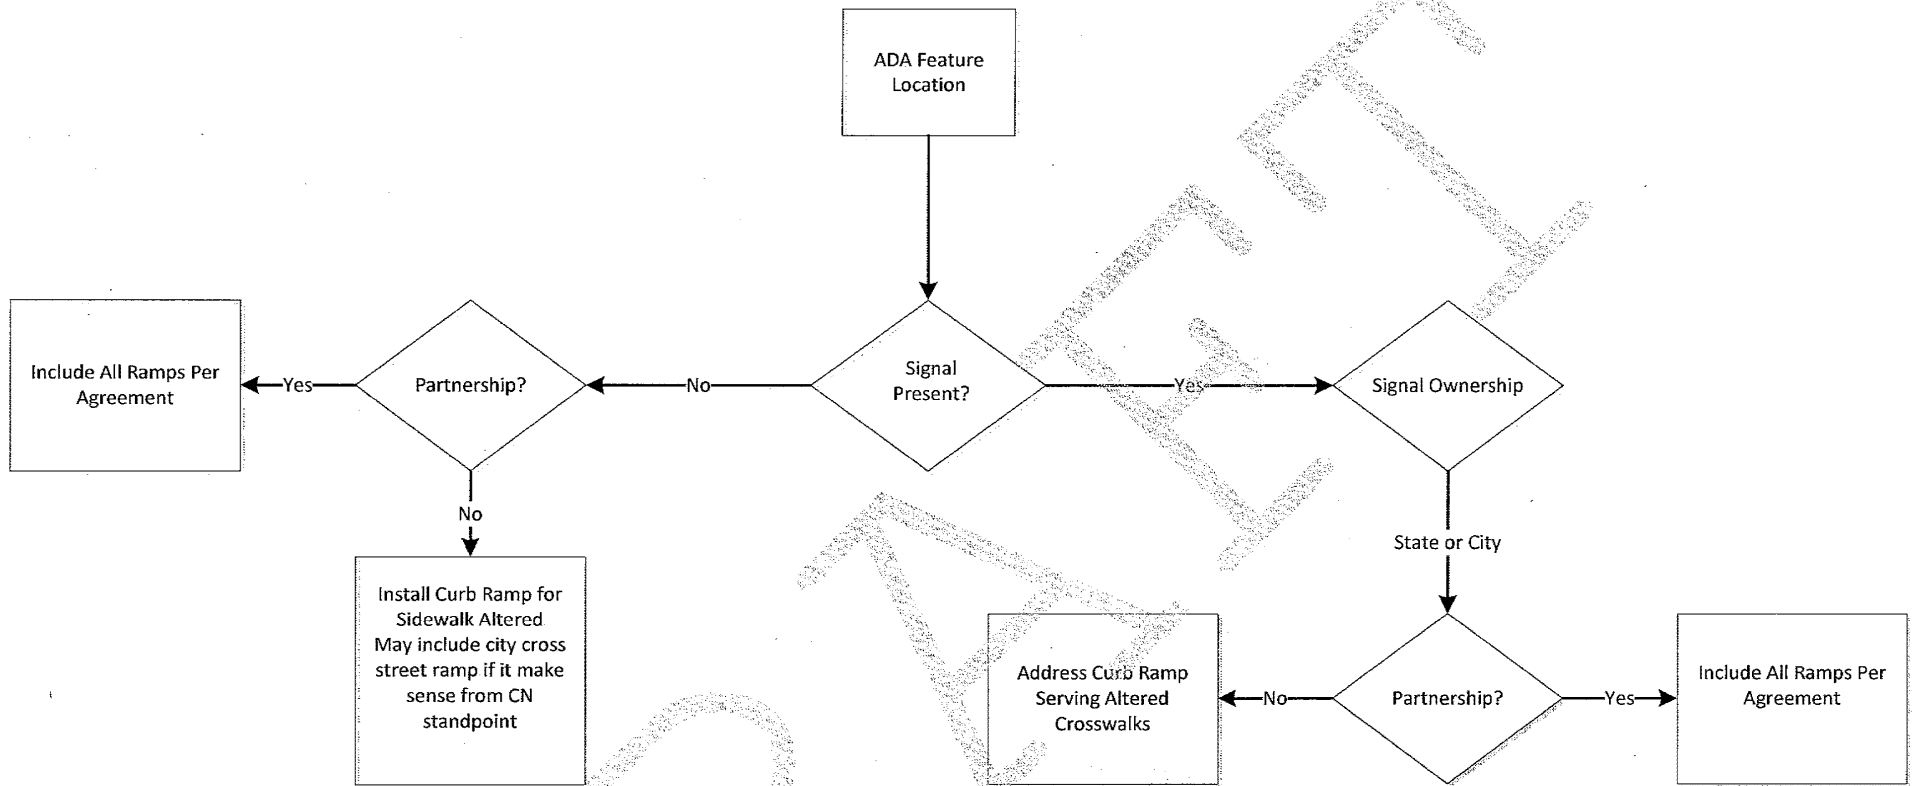 ADA Feature
Location
Include All Ramps Per
Agreement
Yes
Partnership?
No
Signal
Present?
Yes
Signal Ownership
No
State or City
Install Curb Ramp for
Sidewalk Altered
May include city cross
street ramp if it make
sense from CN
standpoint
Address Curb Ramp
Serving Altered
Crosswalks
No
Partnership?
Yes
Include All Ramps Per
Agreement